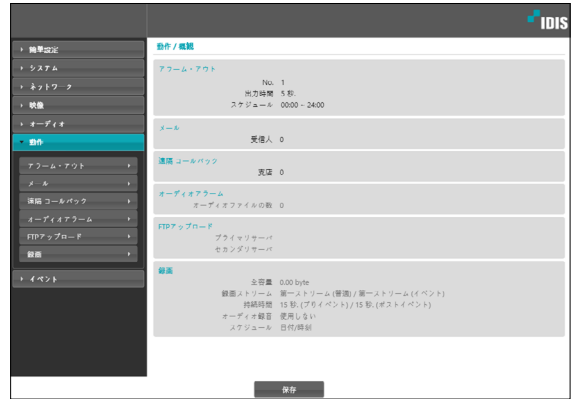 IDIS
簡単設定
システム
ネットワーク
映像
オーディオ
動作
アラーム・アウト
メール
遠隔 コールバック
オーディオアラーム
FTPアップロード
録画
イベント
動作 / 概観
アラーム・アウト
No. 1
出力時間 5 秒.
スケジュール 00:00 ~ 24:00
メール
受信人 0
遠隔 コールバック
支店 0
オーディオアラーム
オーディオファイルの数 0
FTPアップロード
プライマリサーバ
セカンダリサーバ
録画
全容量 0.00 byte
録画ストリーム 第一ストリーム (普通) / 第一ストリーム (イベント)
持続時間 15 秒. (プリイベント) / 15 秒. (ポストイベント)
オーディオ録音 使用しない
スケジュール 日付/時刻
保存